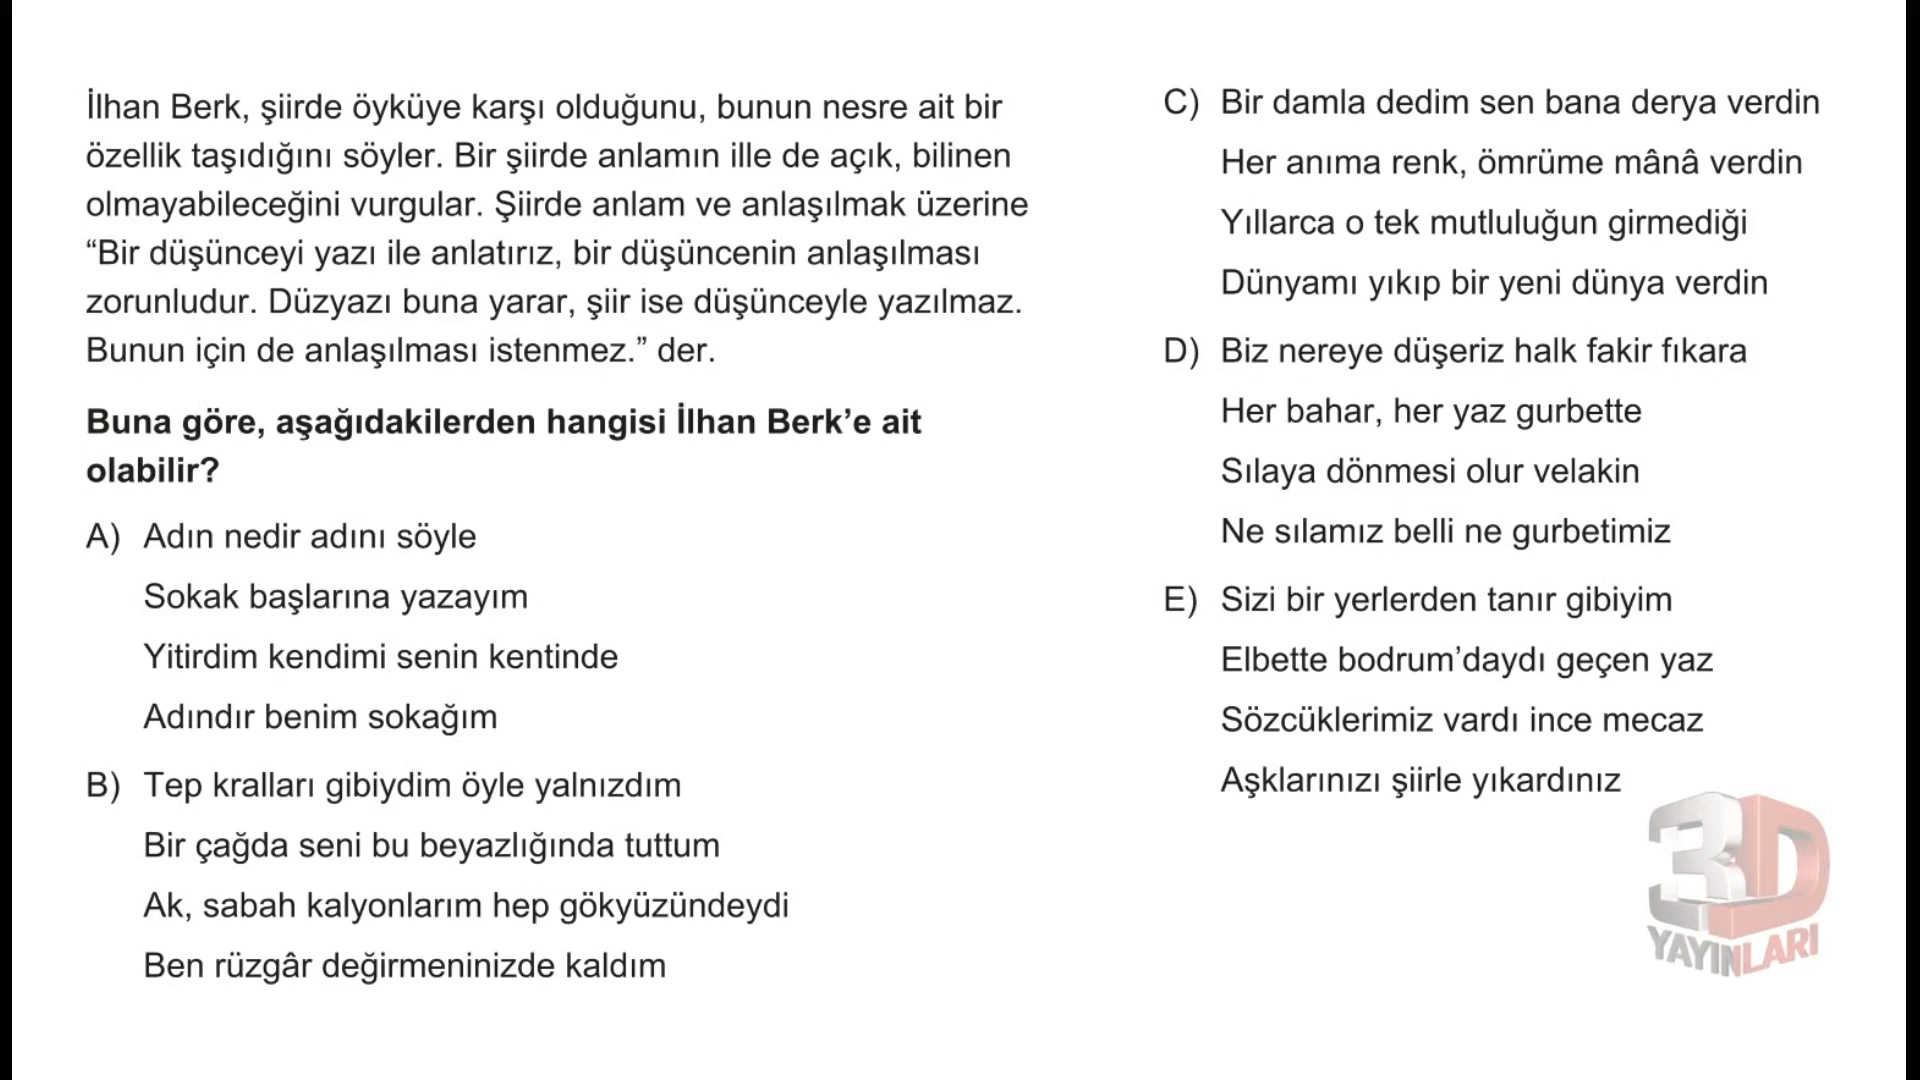 İlhan Berk, şiirde öyküye karşı olduğunu, bunun nesre ait bir
özellik taşıdığını söyler. Bir şiirde anlamın ille de açık, bilinen
olmayabileceğini vurgular. Şiirde anlam ve anlaşılmak üzerine
“Bir düşünceyi yazı ile anlatırız, bir düşüncenin anlaşılması
zorunludur. Düzyazı buna yarar, şiir ise düşünceyle yazılmaz.
Bunun için de anlaşılması istenmez.” der.
Buna göre, aşağıdakilerden hangisi İlhan Berk’e ait
olabilir?
A) Adın nedir adını söyle
Sokak başlarına yazayım
Yitirdim kendimi senin kentinde
Adındır benim sokağım
B) Tep kralları gibiydim öyle yalnızdım
Bir çağda seni bu beyazlığında tuttum
Ak, sabah kalyonlarım hep gökyüzündeydi
Ben rüzgâr değirmeninizde kaldım
C) Bir damla dedim sen bana derya verdin
Her anıma renk, ömrüme mânâ verdin
Yıllarca o tek mutluluğun girmediği
Dünyamı yıkıp bir yeni dünya verdin
D) Biz nereye düşeriz halk fakir fıkara
Her bahar, her yaz gurbette
Sılaya dönmesi olur velakin
Ne sılamız belli ne gurbetimiz
E) Sizi bir yerlerden tanır gibiyim
Elbette bodrum’daydı geçen yaz
Sözcüklerimiz vardı ince mecaz
Aşklarınızı şiirle yıkardınız
3D
YAYINLARI